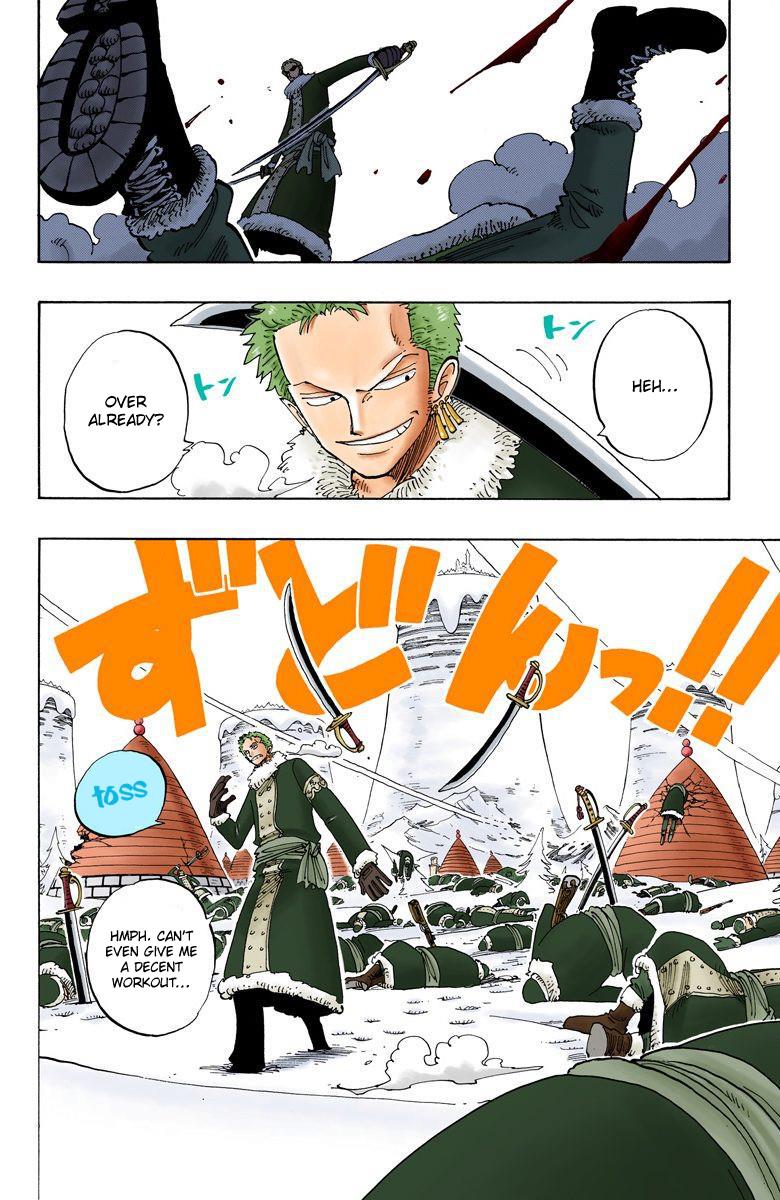 HEH...
トン
トン
OVER
ALREADY?
ずどんっ!!
toss
HMPH. CAN'T
EVEN GIVE
ME A DECENT
WORKOUT...